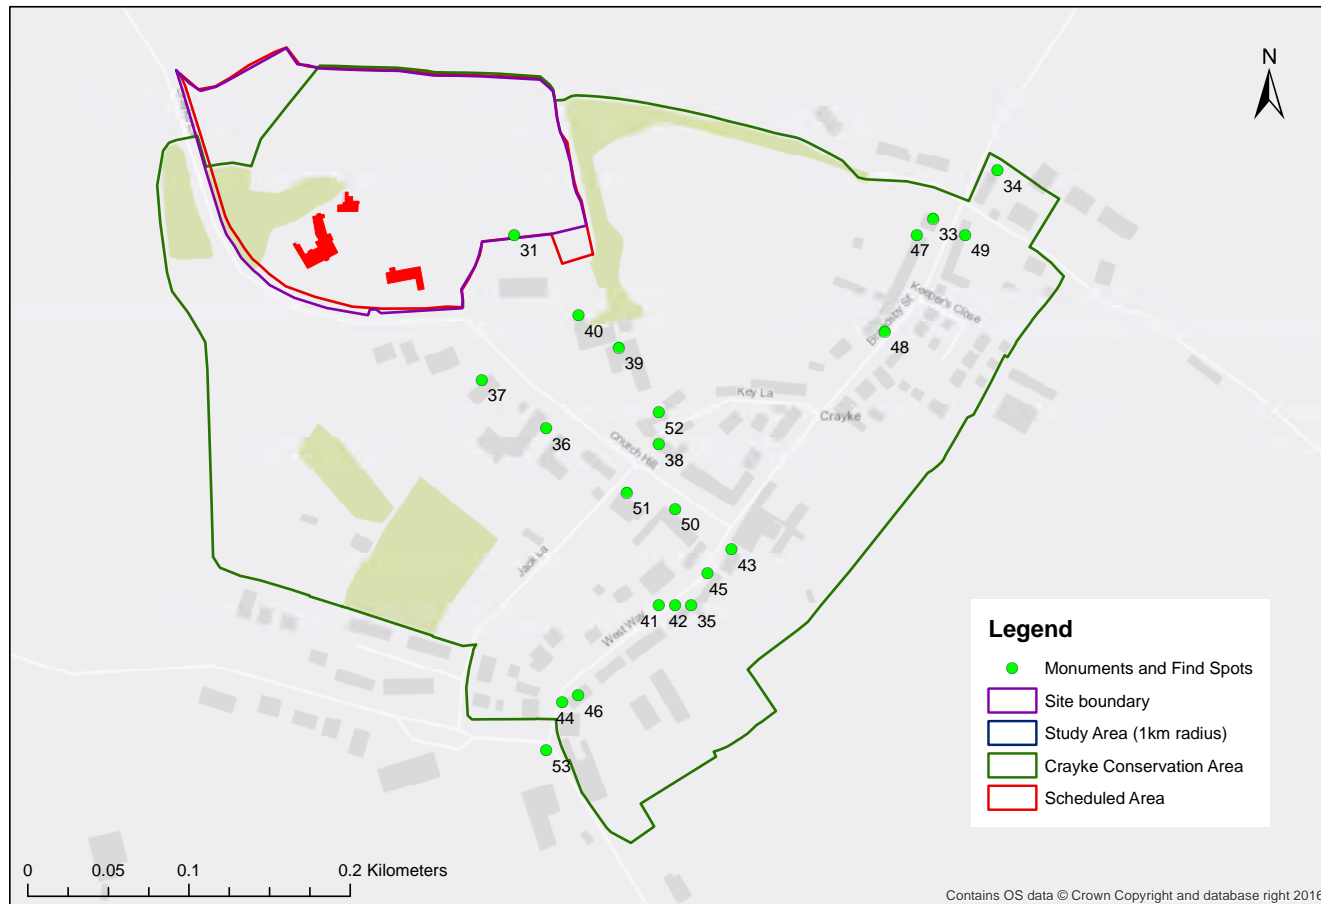 N
34
33
47
49
31
Keeper's Close
40
Brandsby St
48
39
37
Key La
52
Crayke
36
Church Hill
38
51
50
Jack La
43
45
41
42
35
West Way
Legend
Monuments and Find Spots
46
44
Site boundary
Study Area (1km radius)
53
Crayke Conservation Area
Scheduled Area
0
0.05
0.1
0.2 Kilometers
Contains OS data © Crown Copyright and database right 2016